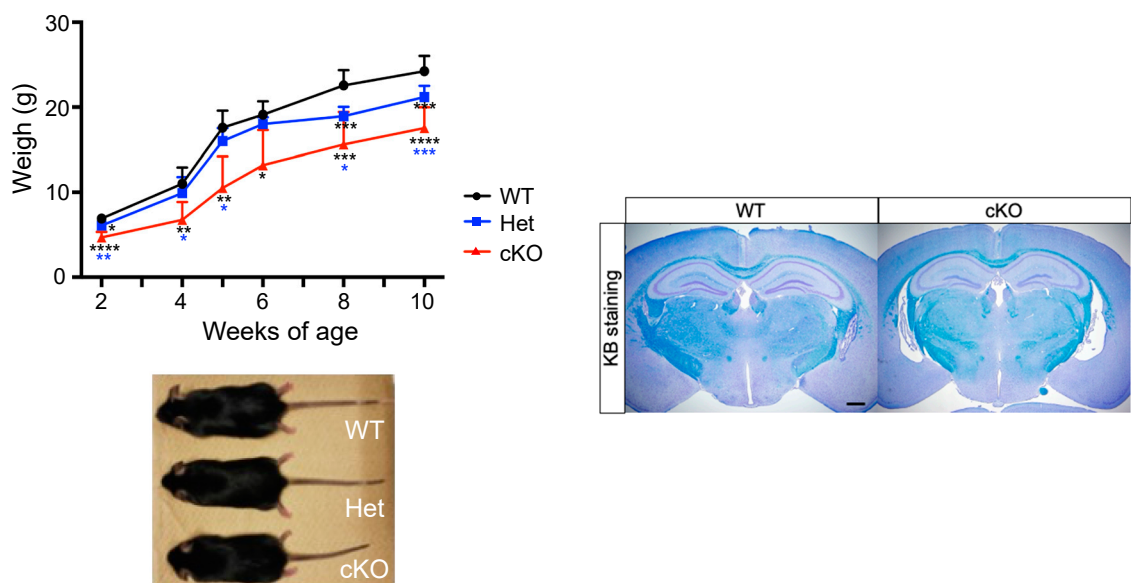 30
20
10
0
Weigh (g)
*
****
**
**
*
**
*
*
***
***
*
***
****
***
2 4 6 8 10
Weeks of age
WT
Het
cKO
WT
Het
cKO
WT cKO
KB staining